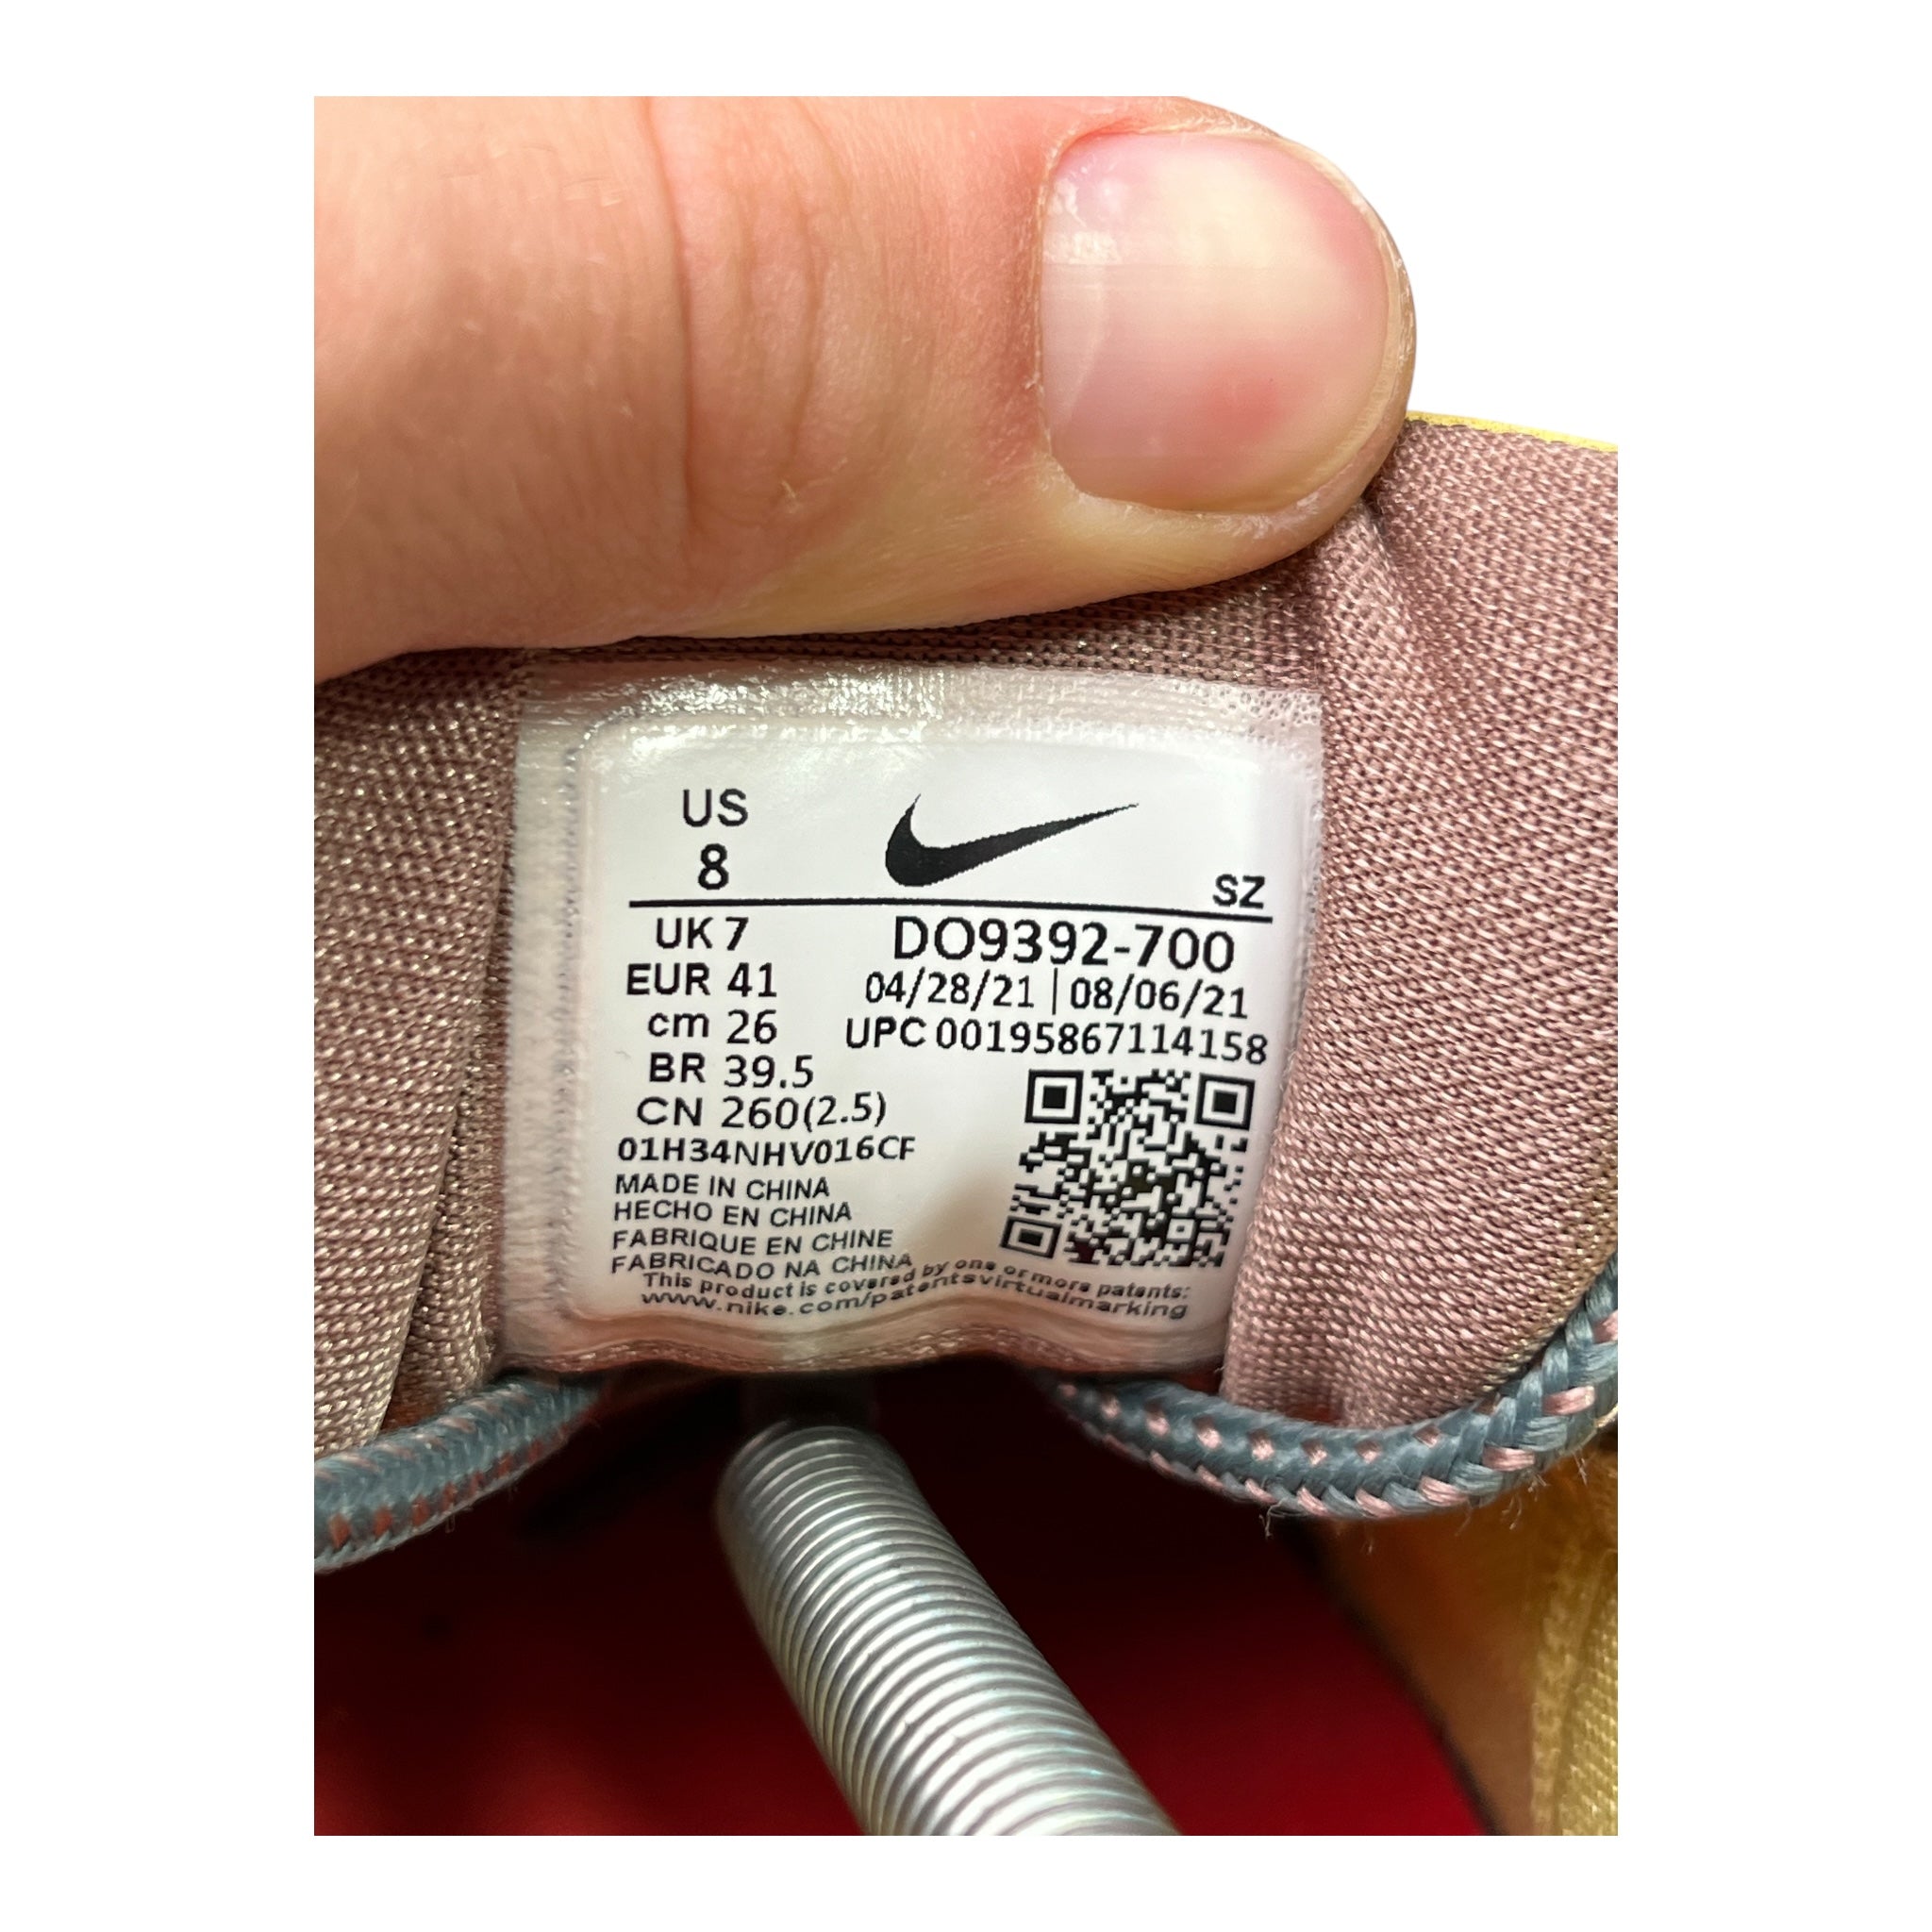 US
8
SZ
UK 7
EUR 41
cm 26
BR 39.5
CN 260(2.5)
DO9392-700
04/28/21 | 08/06/21
UPC 00195867114158
01H34NHV016CF
MADE IN CHINA
HECHO EN CHINA
FABRIQUE EN CHINE
FABRICADO NA CHINA
This product is covered by one or more patents:
www.nike.com/patentsvirtualmarking